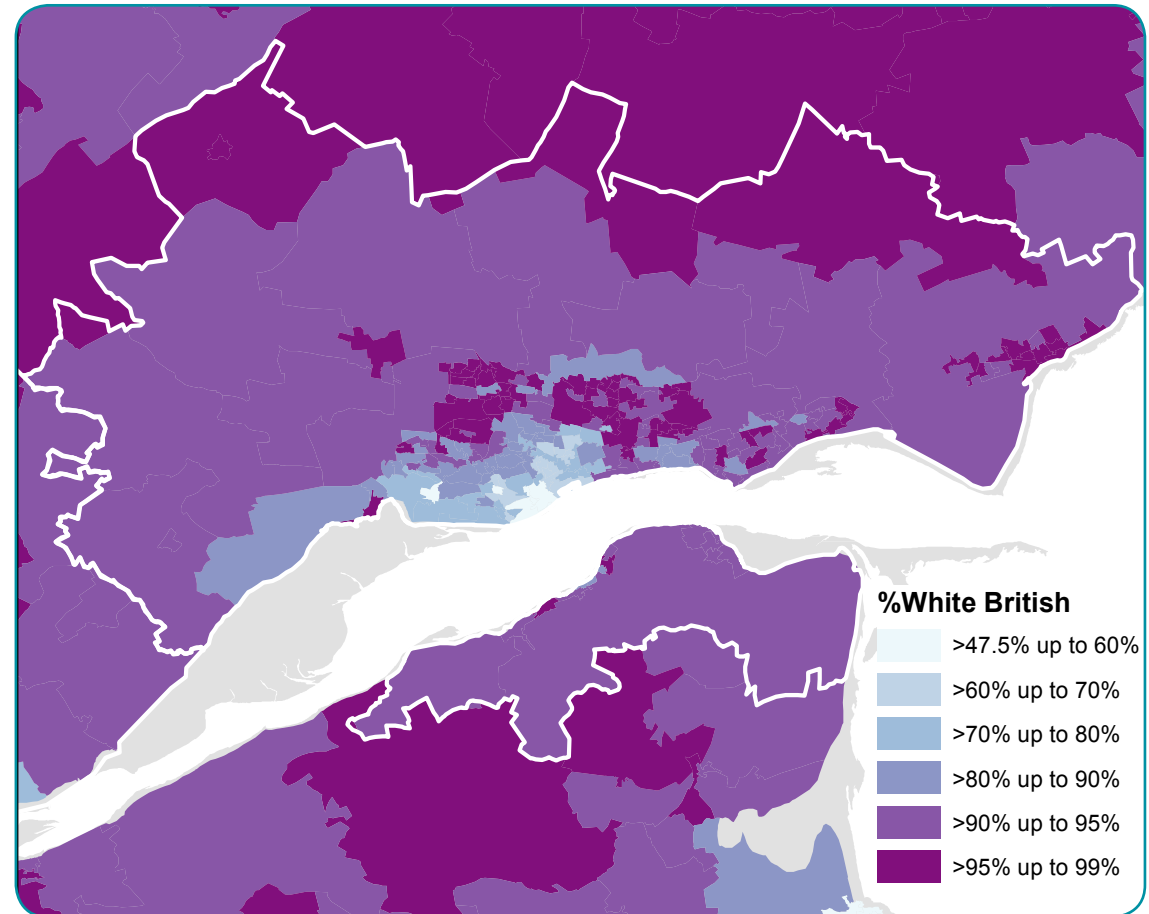 %White British
>47.5% up to 60%
>60% up to 70%
>70% up to 80%
>80% up to 90%
>90% up to 95%
>95% up to 99%